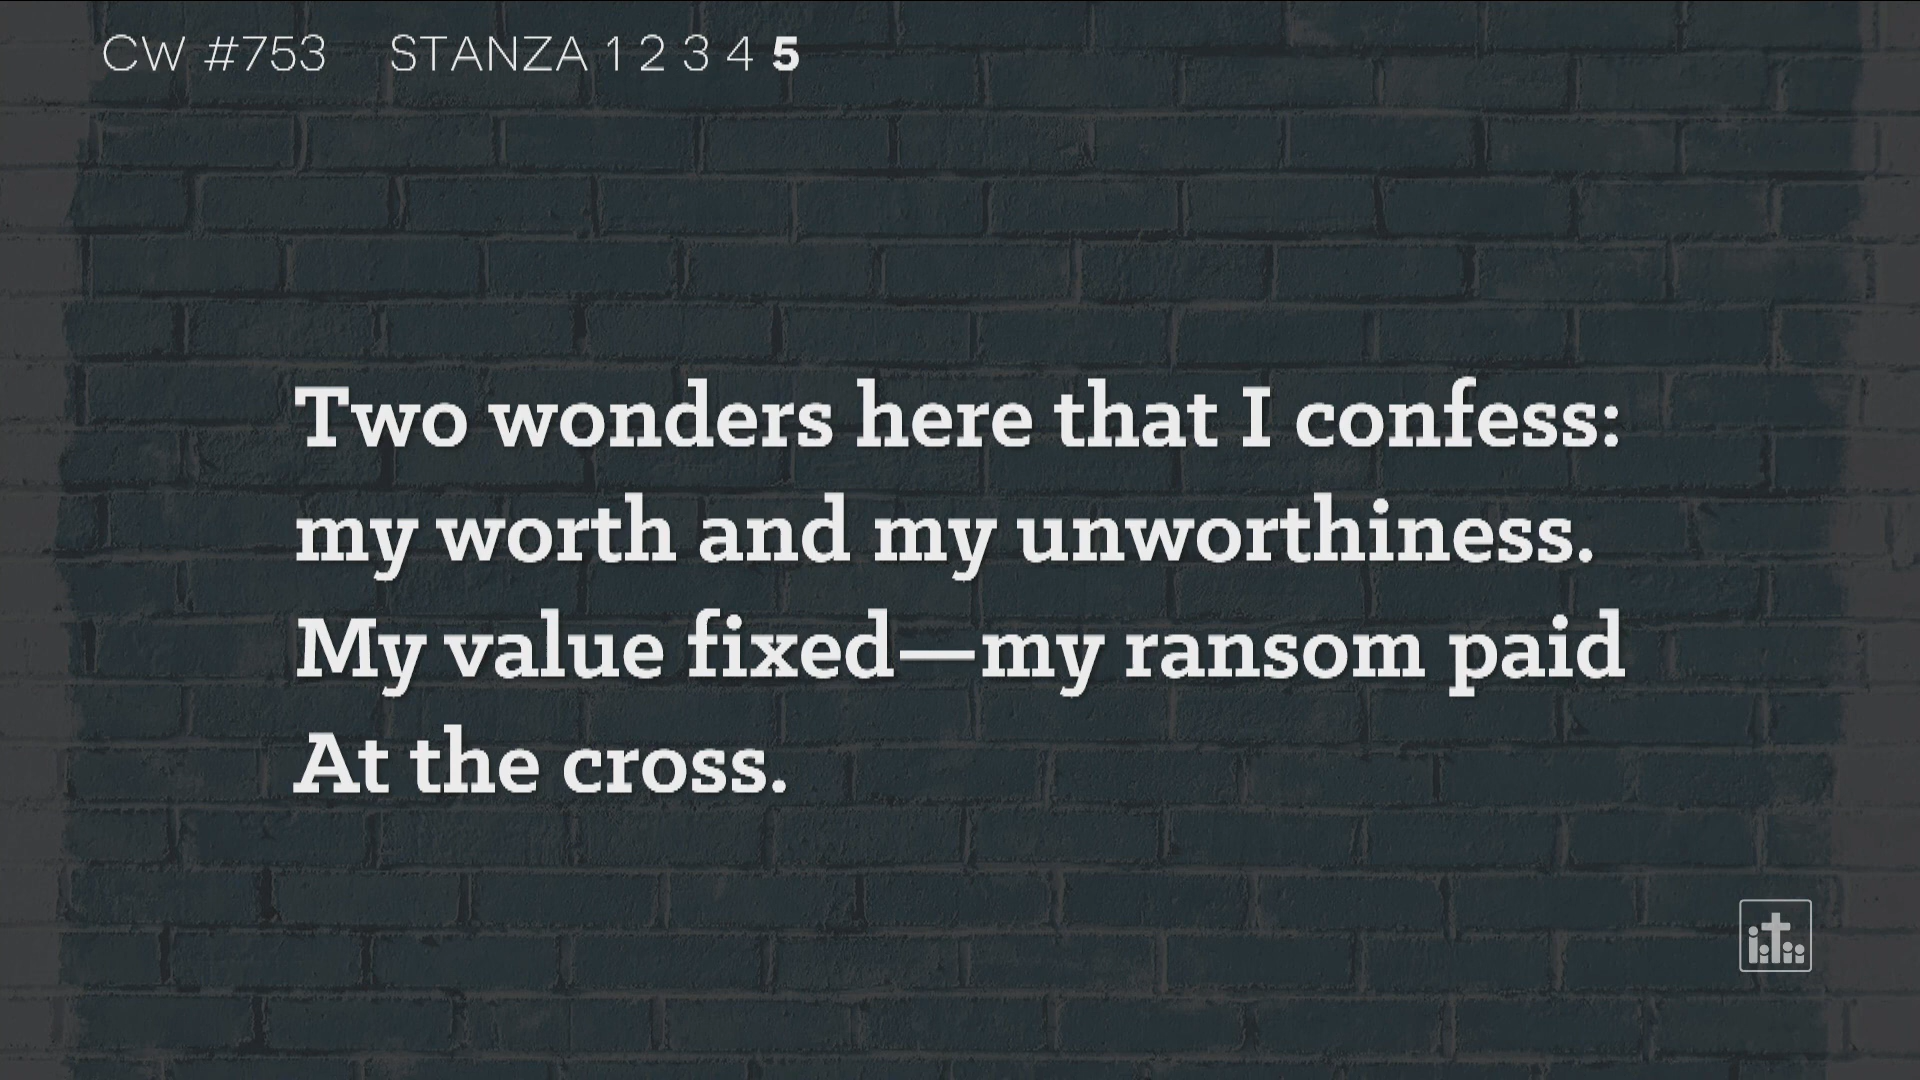 CW #753 STANZA 1 2 3 4 5
Two wonders here that I confess:
my worth and my unworthiness.
My value fixed—my ransom paid
At the cross.